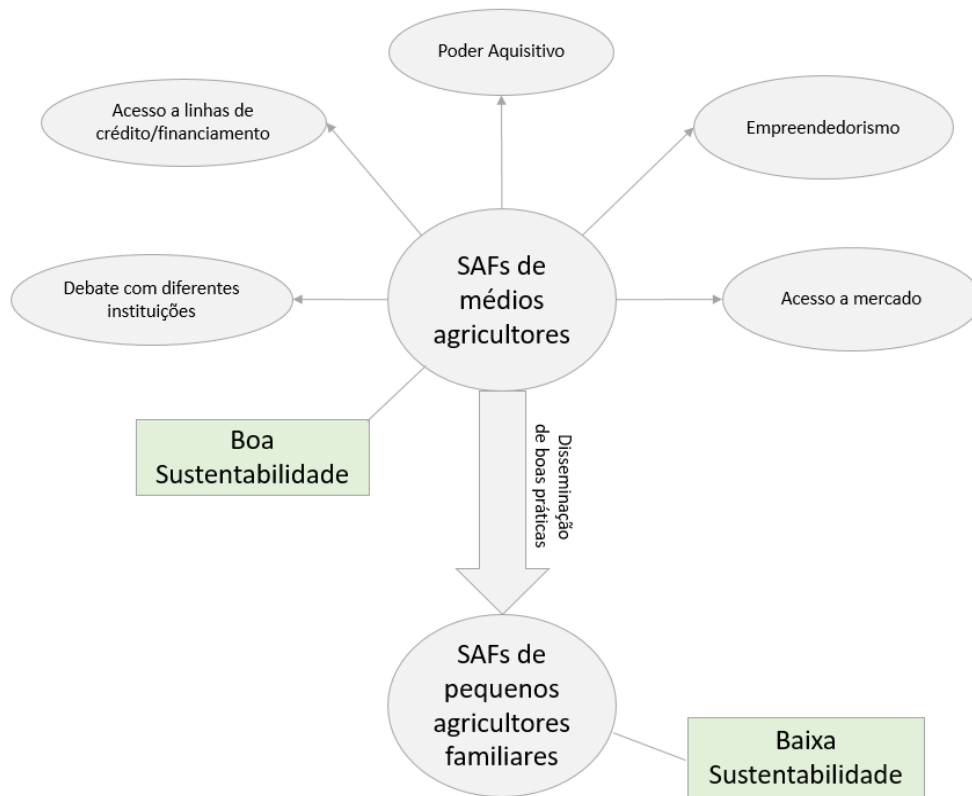 Poder Aquisitivo
Acesso a linhas de
crédito/financiamento
Empreendedorismo
SAFs de
médios
agricultores
Debate com diferentes
instituições
Acesso a mercado
Boa
Sustentabilidade
Disseminação
de boas práticas
SAFs de
pequenos
agricultores
familiares
Baixa
Sustentabilidade